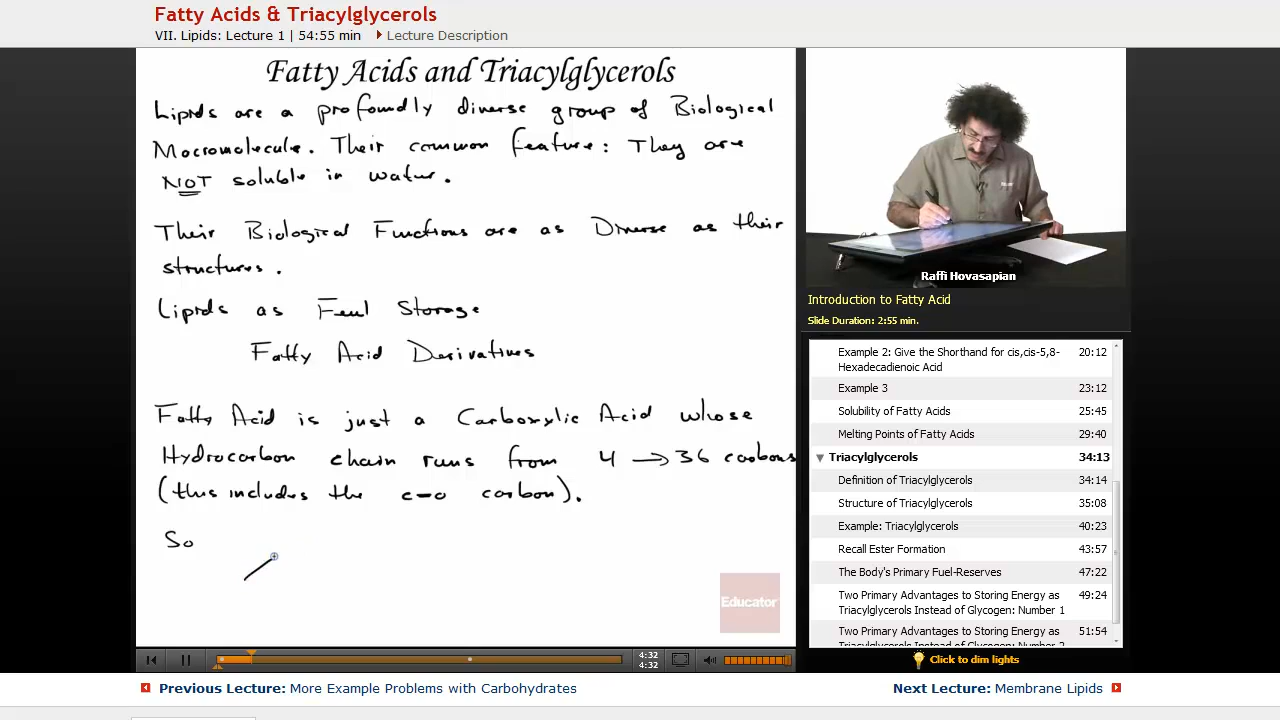 Fatty Acids & Triacylglycerols
VII. Lipids: Lecture 1 | 54:55 min
Lecture Description
Fatty Acids and Triacylglycerols
Lipids are a profoundly diverse group of Biological
Macromolecule. Their common feature: They are
NOT soluble in water.
Their Biological Functions are as Diverse as their
structures.
Lipids as Feul Storage
Fatty Acid Derivatives
Fatty Acid is just a Carboxylic Acid whose
Hydrocarbon chain runs from 4 → 36 carbons
(this includes the c=o carbon).
So
Educator
4:32
4:32
Raffi Hovasapian
Introduction to Fatty Acid
Slide Duration: 2:55 min.
Example 2: Give the Shorthand for cis,cis-5,8-
Hexadecadienoic Acid 20:12
Example 3 23:12
Solubility of Fatty Acids 25:45
Melting Points of Fatty Acids 29:40
Triacylglycerols 34:13
Definition of Triacylglycerols 34:14
Structure of Triacylglycerols 35:08
Example: Triacylglycerols 40:23
Recall Ester Formation 43:57
The Body's Primary Fuel-Reserves 47:22
Two Primary Advantages to Storing Energy as 49:24
Triacylglycerols Instead of Glycogen: Number 1
Two Primary Advantages to Storing Energy as 51:54
Triacylglycerols Instead of Glycogen: Number 2
Click to dim lights
Previous Lecture: More Example Problems with Carbohydrates
Next Lecture: Membrane Lipids